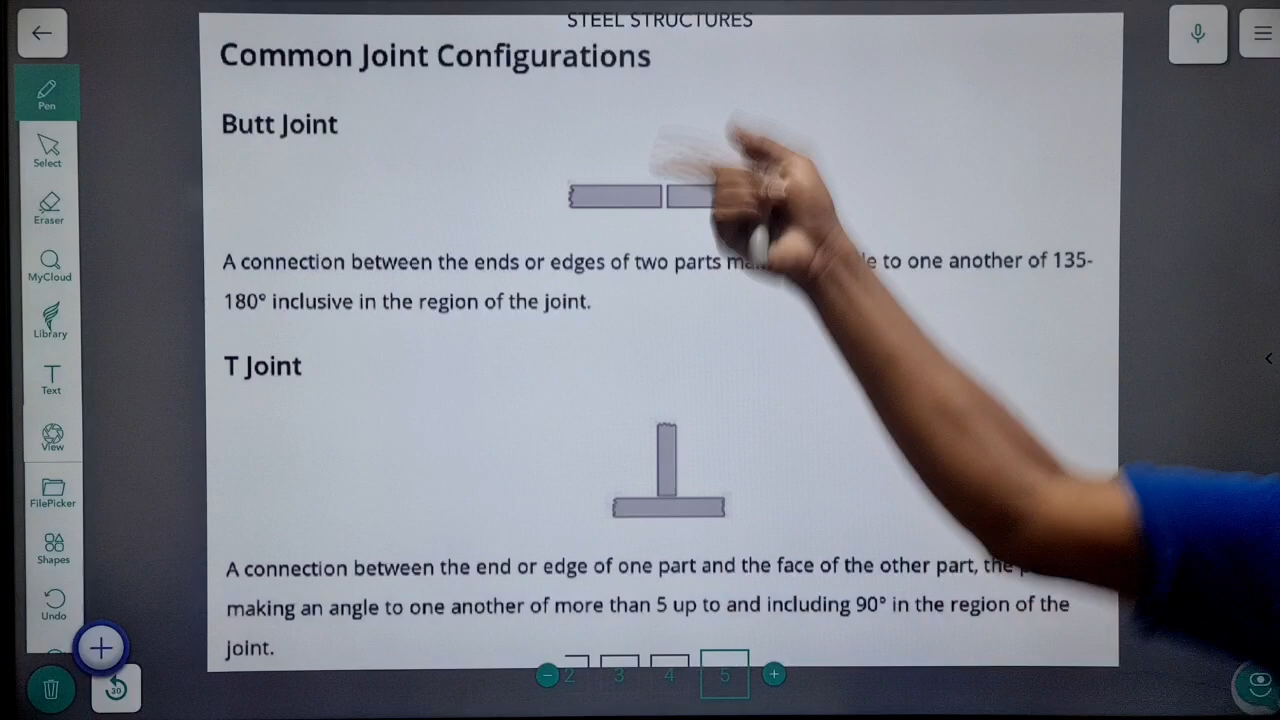 STEEL STRUCTURES
Common Joint Configurations
Pen
Butt Joint
Select
Eraser
MyCloud
A connection between the ends or edges of two parts to one another of 135-
180° inclusive in the region of the joint.
Library
T Joint
Text
View
FilePicker
Shapes
A connection between the end or edge of one part and the face of the other part, the
making an angle to one another of more than 5 up to and including 90° in the region of the
joint.
Undo
30
2 3 4 5